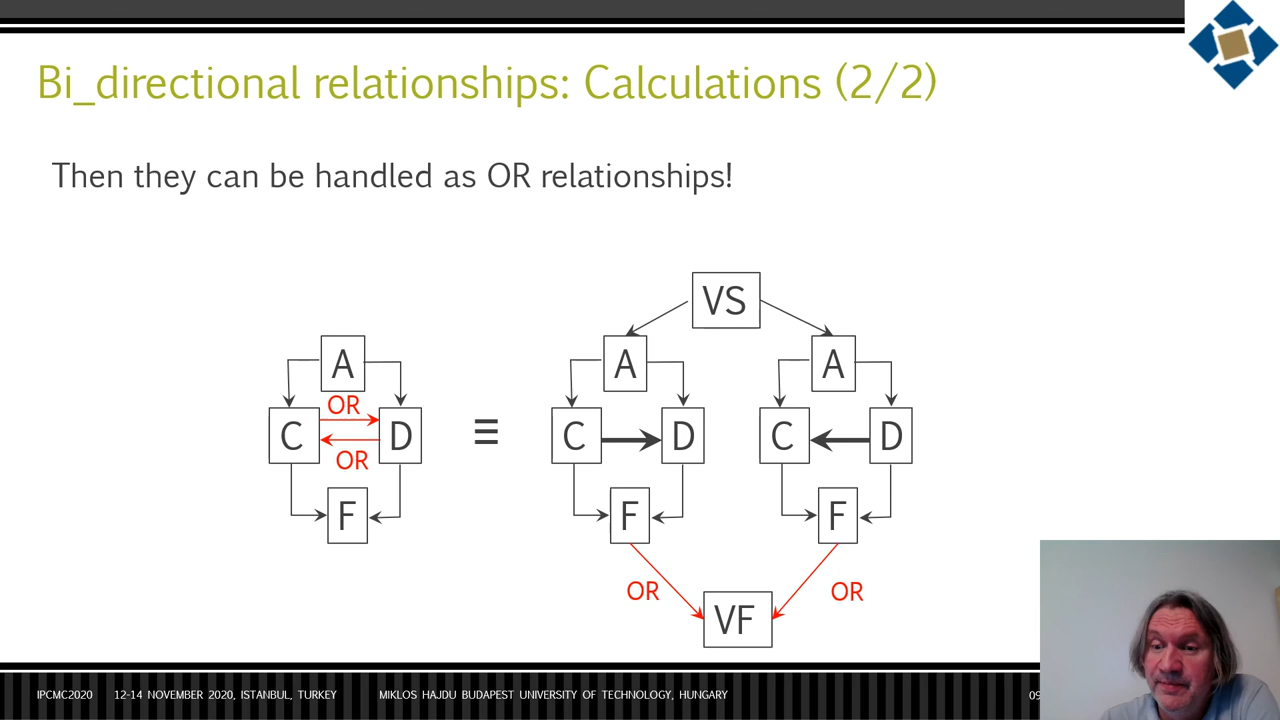 Bi_directional relationships: Calculations (2/2)
Then they can be handled as OR relationships!
VS
A
A
A
OR
C
D
C
D
C
D
OR
≡
F
F
F
OR
OR
VF
IPCMC2020 12-14 NOVEMBER 2020, ISTANBUL, TURKEY MIKLOS HAJDU BUDAPEST UNIVERSITY OF TECHNOLOGY, HUNGARY 09